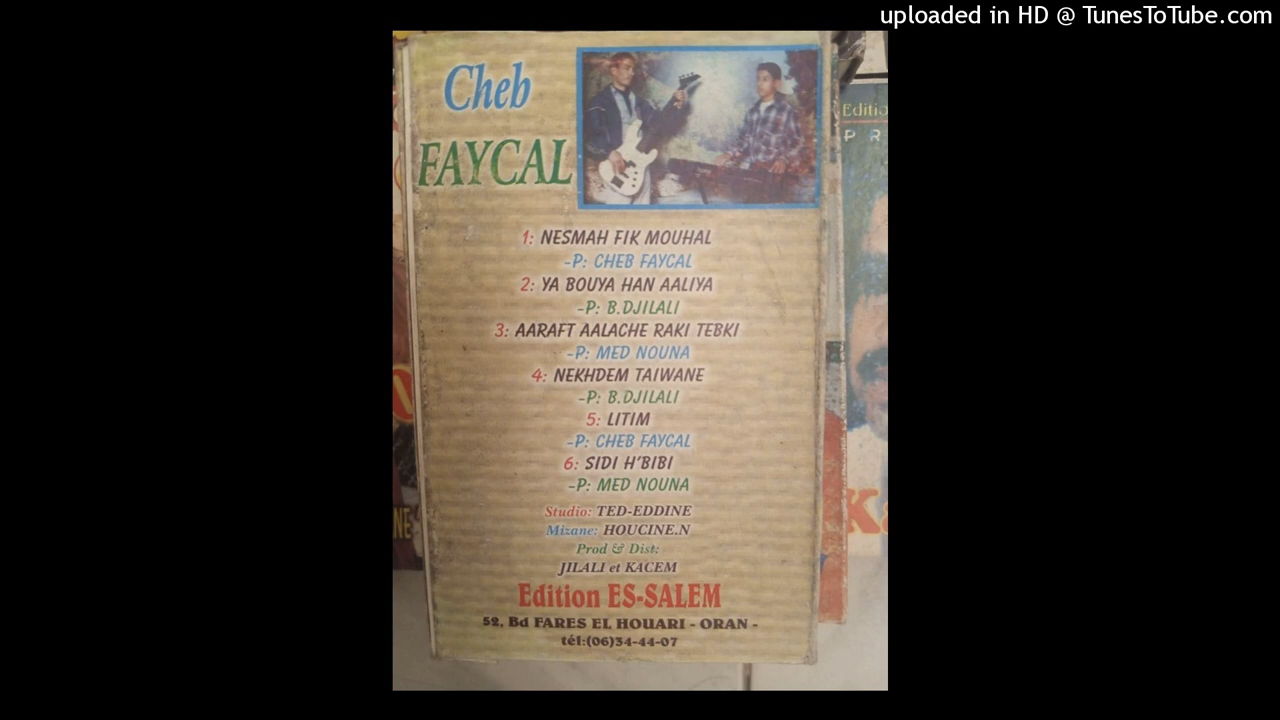 uploaded in HD @ TunesToTube.com
Cheb
FAYCAL
1: NESMAH FIK MOUHAL
-P: CHEB FAYCAL
2: YA BOUYA HAN AALIYA
-P: B.DJILALI
3: AARAFT AALACHE RAKI TEBKI
-P: MED NOUNA
4: NEKHDEM TAIWANE
-P: B.DJILALI
5: LITIM
-P: CHEB FAYCAL
6: SIDI H'BIBI
-P: MED NOUNA
Studio: TED-EDDINE
Mizane: HOUCINE.N
Prod & Dist:
JILALI et KACEM
Edition ES-SALEM
52, Bd FARES EL HOUARI - ORAN -
tél:(06)34-44-07